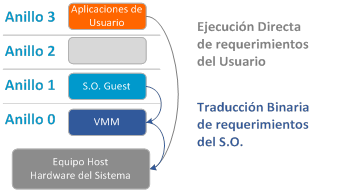 Anillo 3
Aplicaciones de
Usuario
Ejecución Directa
de requerimientos
del Usuario
Anillo 2
Anillo 1
S.O. Guest
Traducción Binaria
de requerimientos
del S.O.
Anillo 0
VMM
Equipo Host
Hardware del Sistema